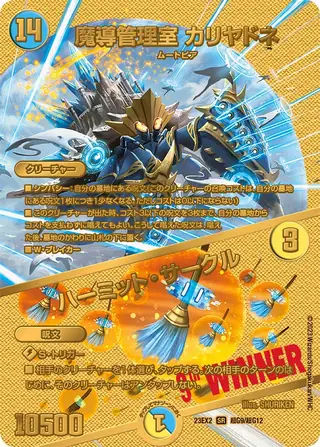 14
魔導管理室 カリヤドネ
ムートピア
クリーチャー
■シンパシー:自分の墓地にある呪文(このクリーチャーの召喚コストは、自分の墓地
にある呪文1枚につき1少なくなる。ただしコストは0以下にならない)
■このクリーチャーが出た時、コスト3以下の呪文を3枚まで、自分の墓地から
コストを支払わずに唱えてもよい。こうして唱えた呪文は、唱え
た後、墓地のかわりに山札の下に置く。
■W・ブレイカー
3
ハーミット・サークル
呪文
S・トリガー
■相手のクリーチャーを1体選び、タップする。次の相手のターンのは
じめに、そのクリーチャーはアンタップしない。
WINNER
Illus. SHURIKEN
10500
23EX2 SR